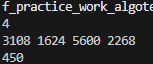 f_practice_work_algote
4
3108 1624 5600 2268
450